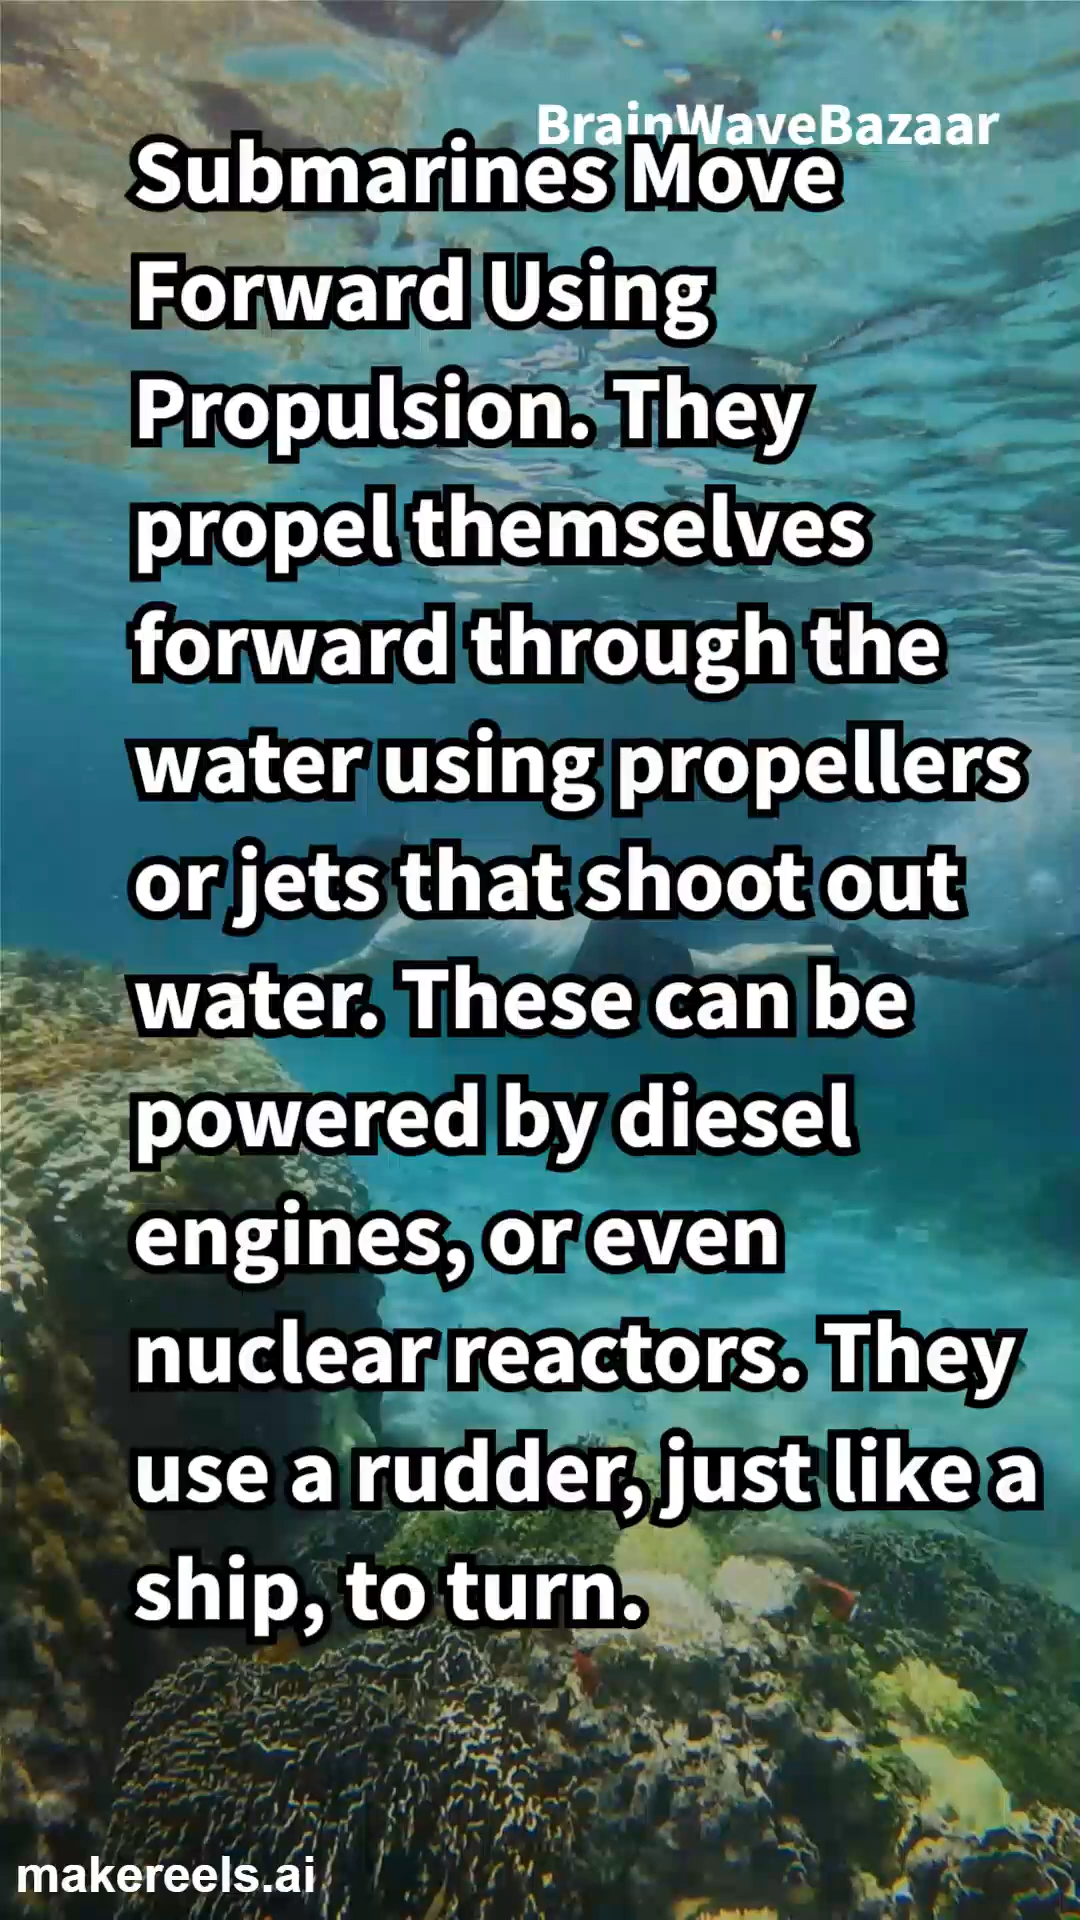 BrainWaveBazaar
Submarines Move
Forward Using
Propulsion. They
propel themselves
forward through the
water using propellers
or jets that shoot out
water. These can be
powered by diesel
engines, or even
nuclear reactors. They
use a rudder, just like a
ship, to turn.
makereels.ai